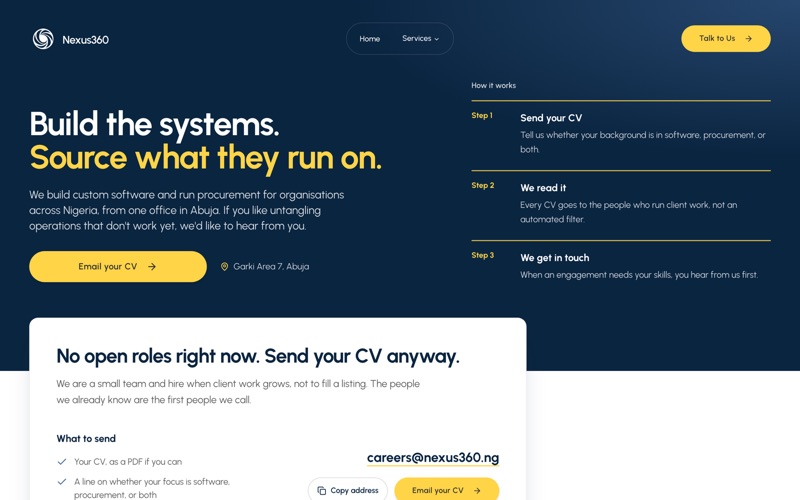 Nexus360
Home
Services
Talk to Us
Build the systems.
Source what they run on.
We build custom software and run procurement for organisations
across Nigeria, from one office in Abuja. If you like untangling
operations that don't work yet, we'd like to hear from you.
Email your CV
Garki Area 7, Abuja
How it works
Step 1
Send your CV
Tell us whether your background is in software, procurement, or
both.
Step 2
We read it
Every CV goes to the people who run client work, not an
automated filter.
Step 3
We get in touch
When an engagement needs your skills, you hear from us first.
No open roles right now. Send your CV anyway.
We are a small team and hire when client work grows, not to fill a listing. The people
we already know are the first people we call.
What to send
Your CV, as a PDF if you can
A line on whether your focus is software,
procurement, or both
careers@nexus360.ng
Copy address
Email your CV